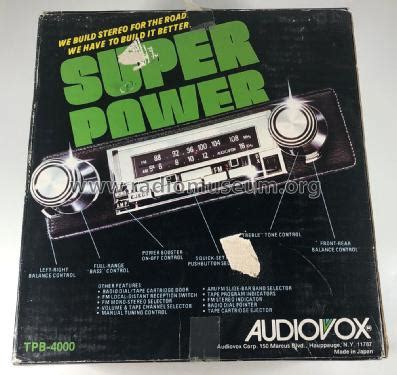 WE BUILD STEREO FOR THE ROAD.
WE HAVE TO BUILD IT BETTER.
SUPER
POWER
FM 88 92 96 100 104 108 MHz
AM 6 8 10 12 16
AUDIOVOX
EJECT
www.radiomuseum.org
LEFT-RIGHT
BALANCE CONTROL
FULL-RANGE
"BASS" CONTROL
POWER BOOSTER
ON-OFF CONTROL
5 QUICK-SET
PUSHBUTTON
"TREBLE" TONE CONTROL
FRONT-REAR
BALANCE CONTROL
OTHER FEATURES:
• RADIO DIAL/TAPE CARTRIDGE DOOR
• FM LOCAL-DISTANT RECEPTION SWITCH
• FM MONO-STEREO SELECTOR
• VOLUME & TAPE CHANNEL SELECTOR
• MANUAL TUNING CONTROL
• AM/FM SLIDE-BAR BAND SELECTOR
• TAPE PROGRAM INDICATORS
• FM STEREO INDICATOR
• RADIO DIAL POINTER
• TAPE CARTRIDGE EJECTOR
TPB-4000
AUDIOVOX
Audiovox Corp. 150 Marcus Blvd., Hauppauge, N.Y. 11787
Made in Japan